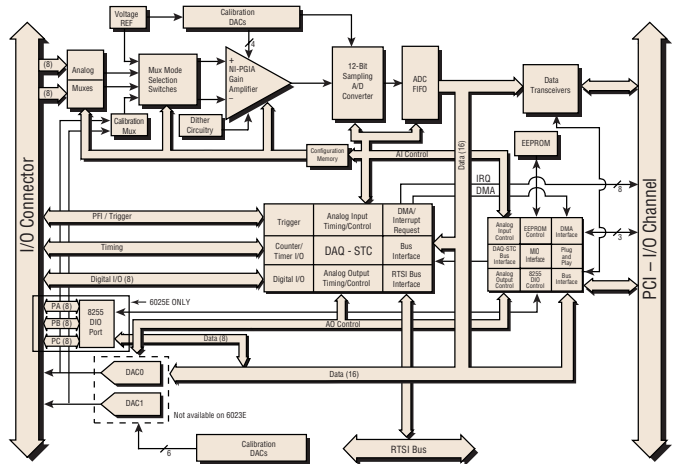 Voltage
REF
Calibration
DACs
4
(8)
(8)
Analog
Muxes
Mux Mode
Selection
Switches
+
NI-PGIA
Gain
Amplifier
–
12-Bit
Sampling
A/D
Converter
ADC
FIFO
Data
Transceivers
Calibration
Mux
Dither
Circuitry
Configuration
Memory
AI Control
Data (16)
EEPROM
IRQ
DMA
8
3
I/O Connector
PCI – I/O Channel
PFI / Trigger
Timing
Digital I/O (8)
Trigger
Analog Input
Timing/Control
DMA/
Interrupt
Request
Counter/
Timer I/O
DAQ - STC
Bus
Interface
Digital I/O
Analog Output
Timing/Control
RTSI Bus
Interface
Analog
Input
Control
EEPROM
Control
DMA
Interface
DAQ-STC
Bus
Interface
MIO
Interface
Plug
and
Play
Analog
Output
Control
8255
DIO
Control
Bus
Interface
6025E ONLY
PA (8)
PB (8)
PC (8)
8255
DIO
Port
AO Control
Data (8)
DAC0
DAC1
Data (16)
Not available on 6023E
6
Calibration
DACs
RTSI Bus